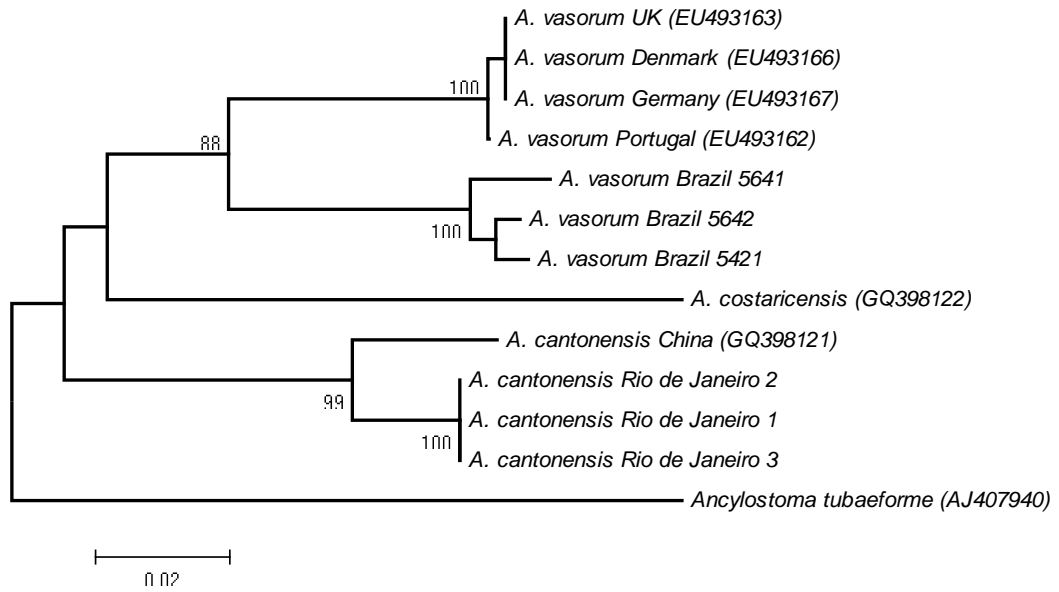 A. vasorum UK (EU493163)
A. vasorum Denmark (EU493166)
100
A. vasorum Germany (EU493167)
A. vasorum Portugal (EU493162)
88
A. vasorum Brazil 5641
A. vasorum Brazil 5642
100
A. vasorum Brazil 5421
A. costaricensis (GQ398122)
A. cantonensis China (GQ398121)
A. cantonensis Rio de Janeiro 2
99
A. cantonensis Rio de Janeiro 1
100
A. cantonensis Rio de Janeiro 3
Ancylostoma tubaeforme (AJ407940)
0.02